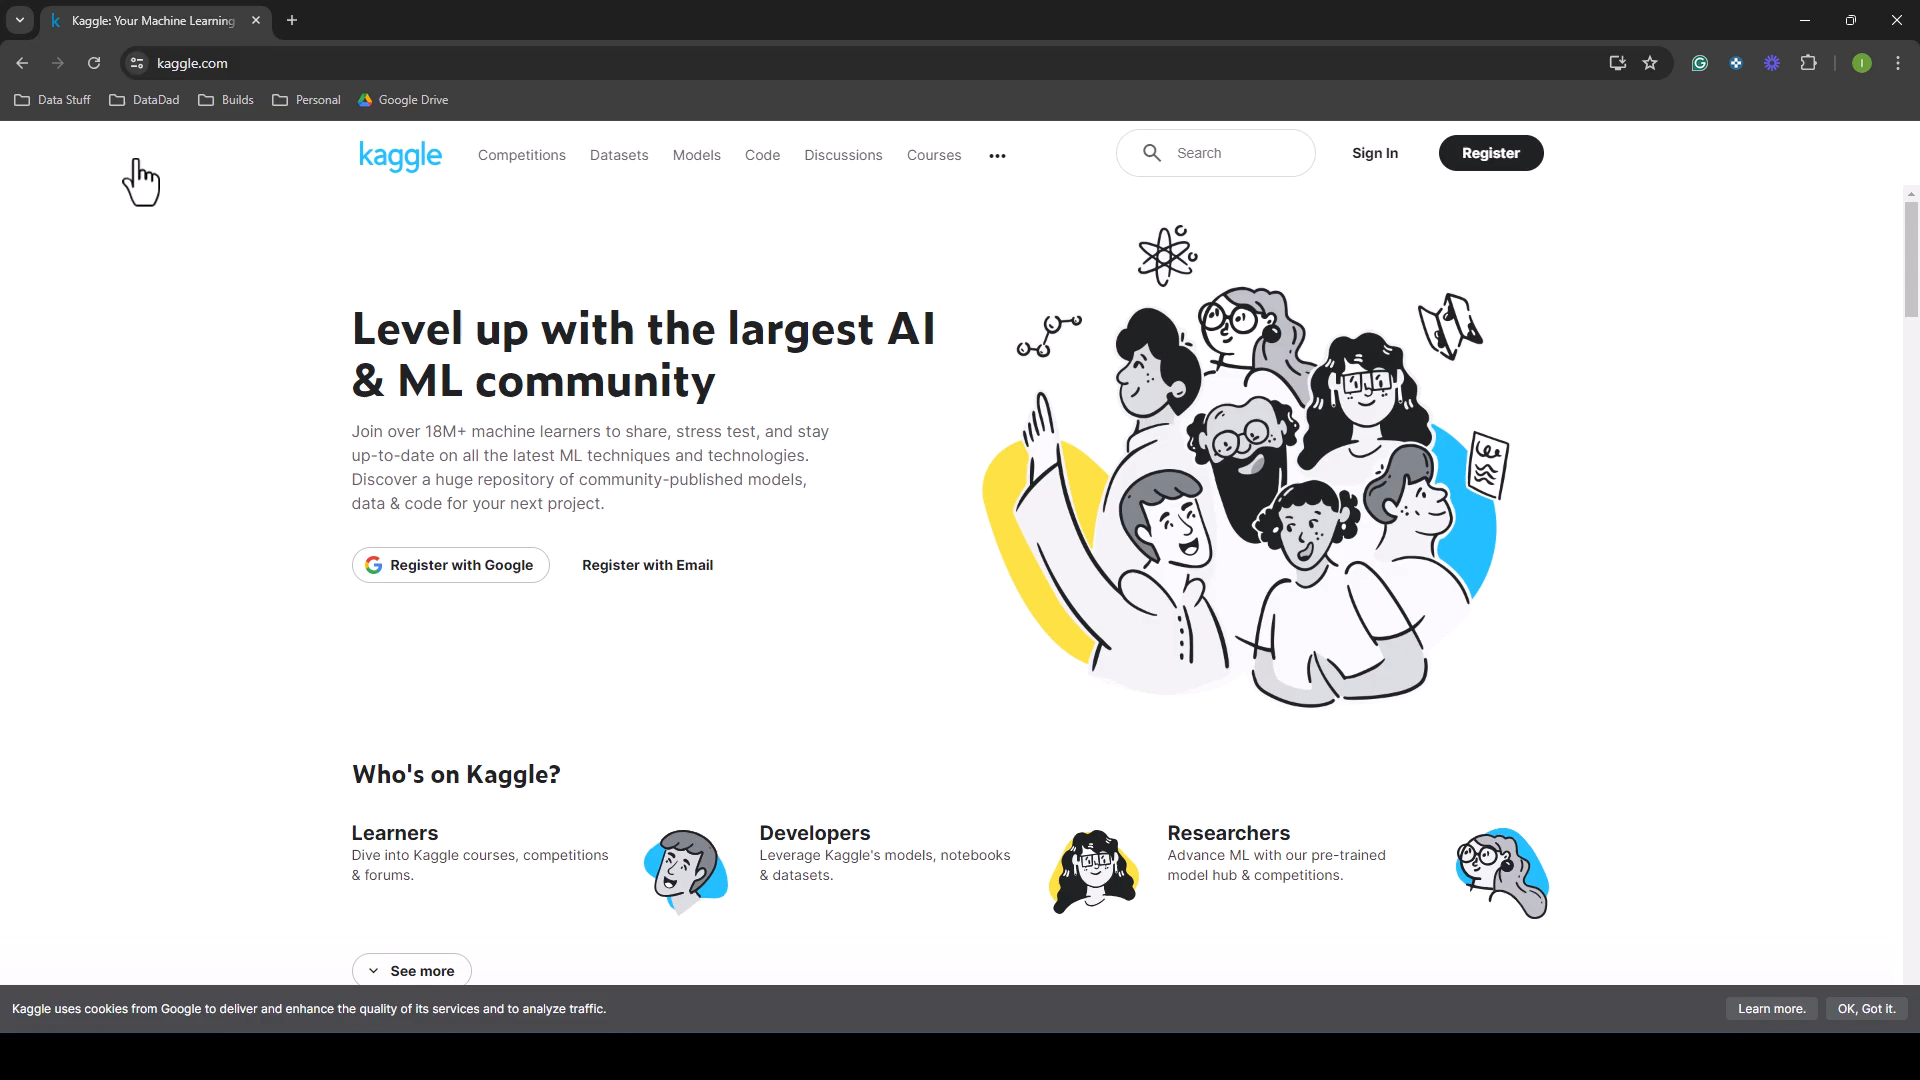 Kaggle: Your Machine Learning
kaggle.com
Data Stuff DataDad Builds Personal Google Drive
kaggle Competitions Datasets Models Code Discussions Courses ••• Search Sign In Register
Level up with the largest AI
& ML community
Join over 18M+ machine learners to share, stress test, and stay
up-to-date on all the latest ML techniques and technologies.
Discover a huge repository of community-published models,
data & code for your next project.
Register with Google Register with Email
Who's on Kaggle?
Learners
Dive into Kaggle courses, competitions
& forums.
Developers
Leverage Kaggle's models, notebooks
& datasets.
Researchers
Advance ML with our pre-trained
model hub & competitions.
See more
Kaggle uses cookies from Google to deliver and enhance the quality of its services and to analyze traffic. Learn more. OK, Got it.